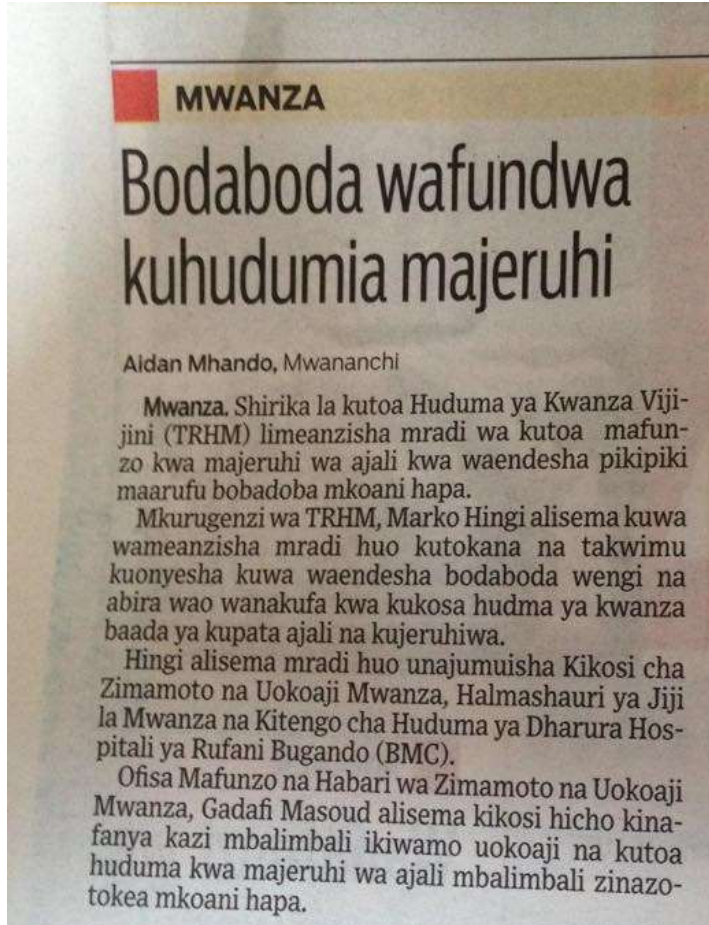 MWANZA
Bodaboda wafundwa
kuhudumia majeruhi
Aidan Mhando, Mwananchi
Mwanza. Shirika la kutoa Huduma ya Kwanza Viji-
jini (TRHM) limeanzisha mradi wa kutoa mafun-
zo kwa majeruhi wa ajali kwa waendesha pikipiki
maarufu bobadoba mkoani hapa.
Mkurugenzi wa TRHM, Marko Hingi alisema kuwa
wameanzisha mradi huo kutokana na takwimu
kuonyesha kuwa waendesha bodaboda wengi na
abira wao wanakufa kwa kukosa hudma ya kwanza
baada ya kupata ajali na kujeruhiwa.
Hingi alisema mradi huo unajumuisha Kikosi cha
Zimamoto na Uokoaji Mwanza, Halmashauri ya Jiji
la Mwanza na Kitengo cha Huduma ya Dharura Hos-
pitali ya Rufani Bugando (BMC).
Ofisa Mafunzo na Habari wa Zimamoto na Uokoaji
Mwanza, Gadafi Masoud alisema kikosi hicho kina-
fanya kazi mbalimbali ikiwamo uokoaji na kutoa
huduma kwa majeruhi wa ajali mbalimbali zinazo-
tokea mkoani hapa.